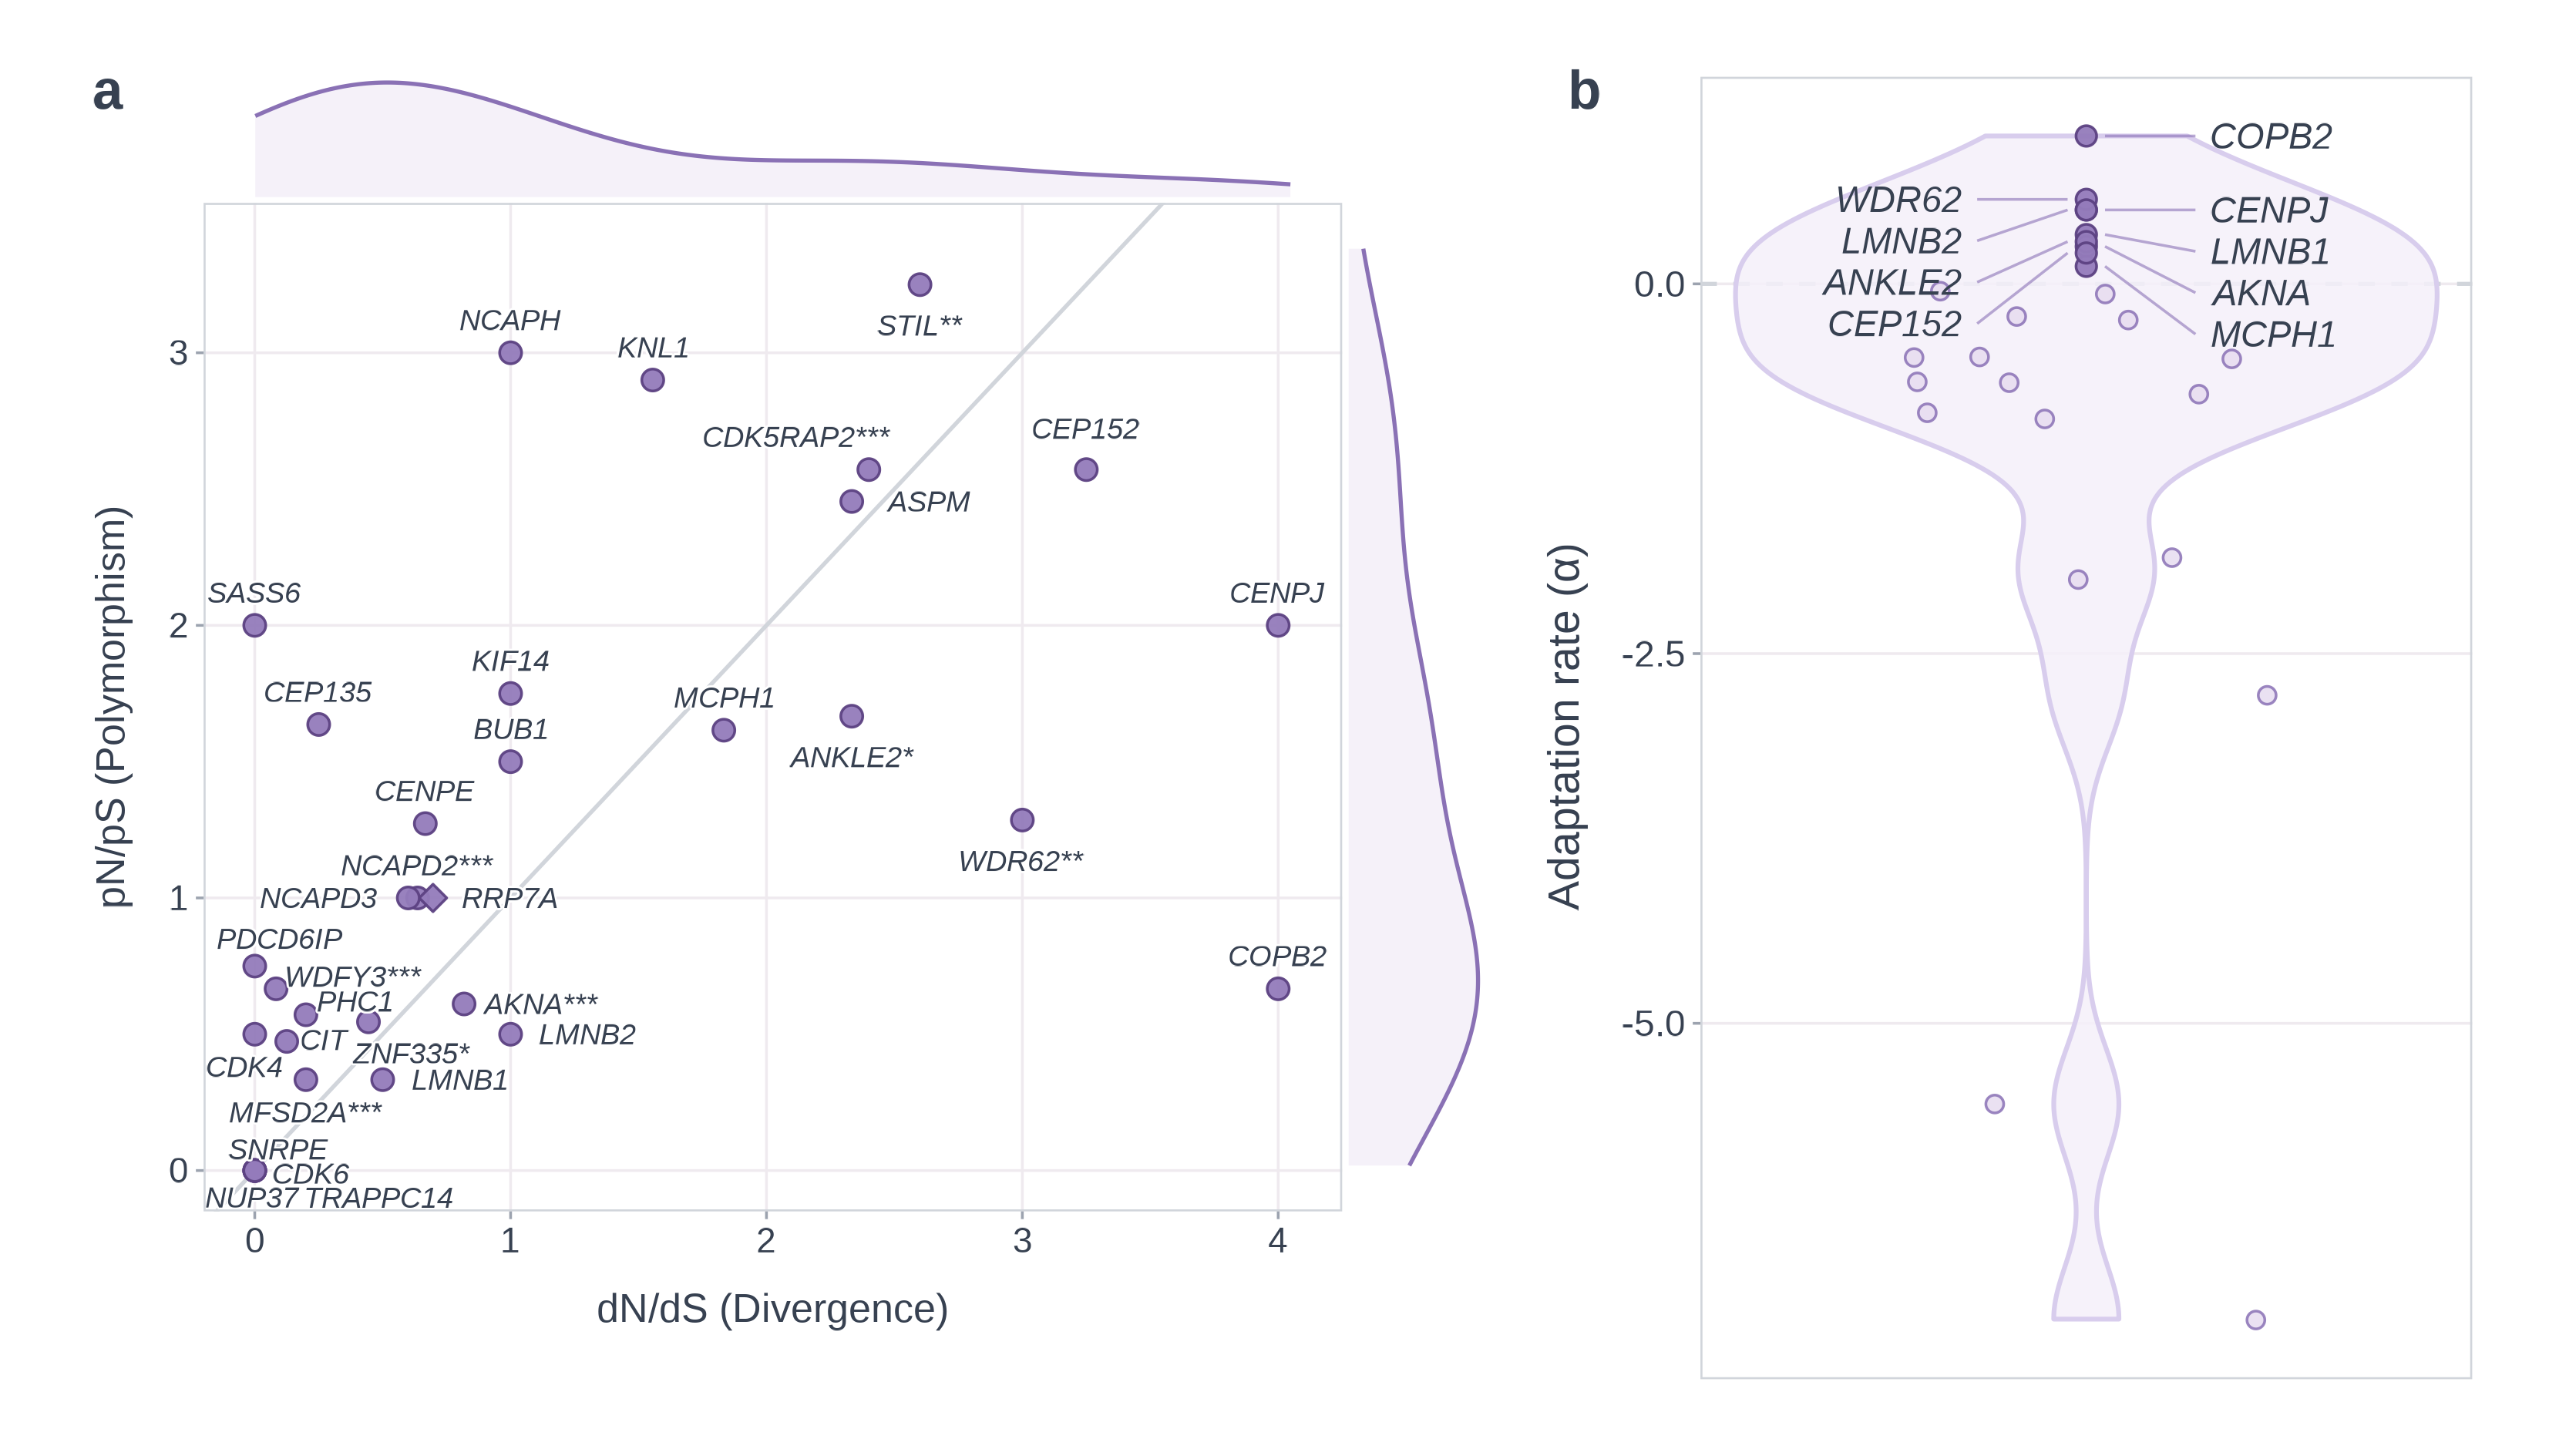 a
NCAPH
KNL1
STIL**
CDK5RAP2***
CEP152
ASPM
SASS6
CENPJ
KIF14
CEP135
MCPH1
BUB1
ANKLE2*
CENPE
WDR62**
NCAPD2***
NCAPD3
RRP7A
PDCD6IP
COPB2
WDFY3***
PHC1
AKNA***
CIT
LMNB2
ZNF335*
CDK4
LMNB1
MFSD2A***
SNRPE
CDK6
NUP37 TRAPPC14
3
2
1
0
0 1 2 3 4
pN/pS (Polymorphism)
dN/dS (Divergence)
b
COPB2
WDR62
CENPJ
LMNB2
LMNB1
ANKLE2
AKNA
CEP152
MCPH1
0.0
-2.5
-5.0
Adaptation rate (α)